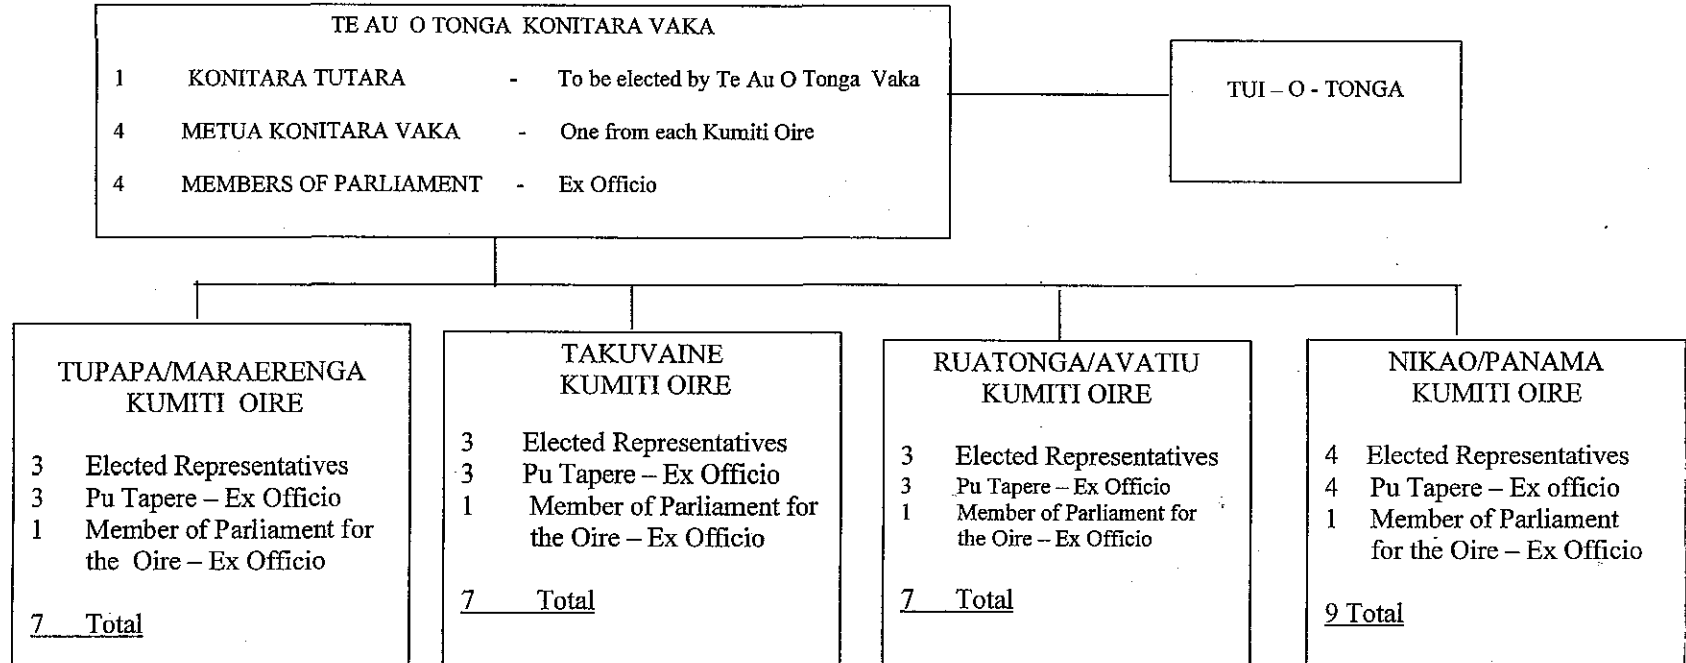 TE AU O TONGA KONITARA VAKA
1 KONITARA TUTARA - To be elected by Te Au O Tonga Vaka
4 METUA KONITARA VAKA - One from each Kumiti Oire
4 MEMBERS OF PARLIAMENT - Ex Officio
TUI – O - TONGA
TUPAPA/MARAERENGA
KUMITI OIRE
3 Elected Representatives
3 Pu Tapere – Ex Officio
1 Member of Parliament for
the Oire – Ex Officio
7 Total
TAKUVAINE
KUMITI OIRE
3 Elected Representatives
3 Pu Tapere – Ex Officio
1 Member of Parliament for
the Oire – Ex Officio
7 Total
RUATONGA/AVATIU
KUMITI OIRE
3 Elected Representatives
3 Pu Tapere – Ex Officio
1 Member of Parliament for
the Oire – Ex Officio
7 Total
NIKAO/PANAMA
KUMITI OIRE
4 Elected Representatives
4 Pu Tapere – Ex officio
1 Member of Parliament
for the Oire – Ex Officio
9 Total